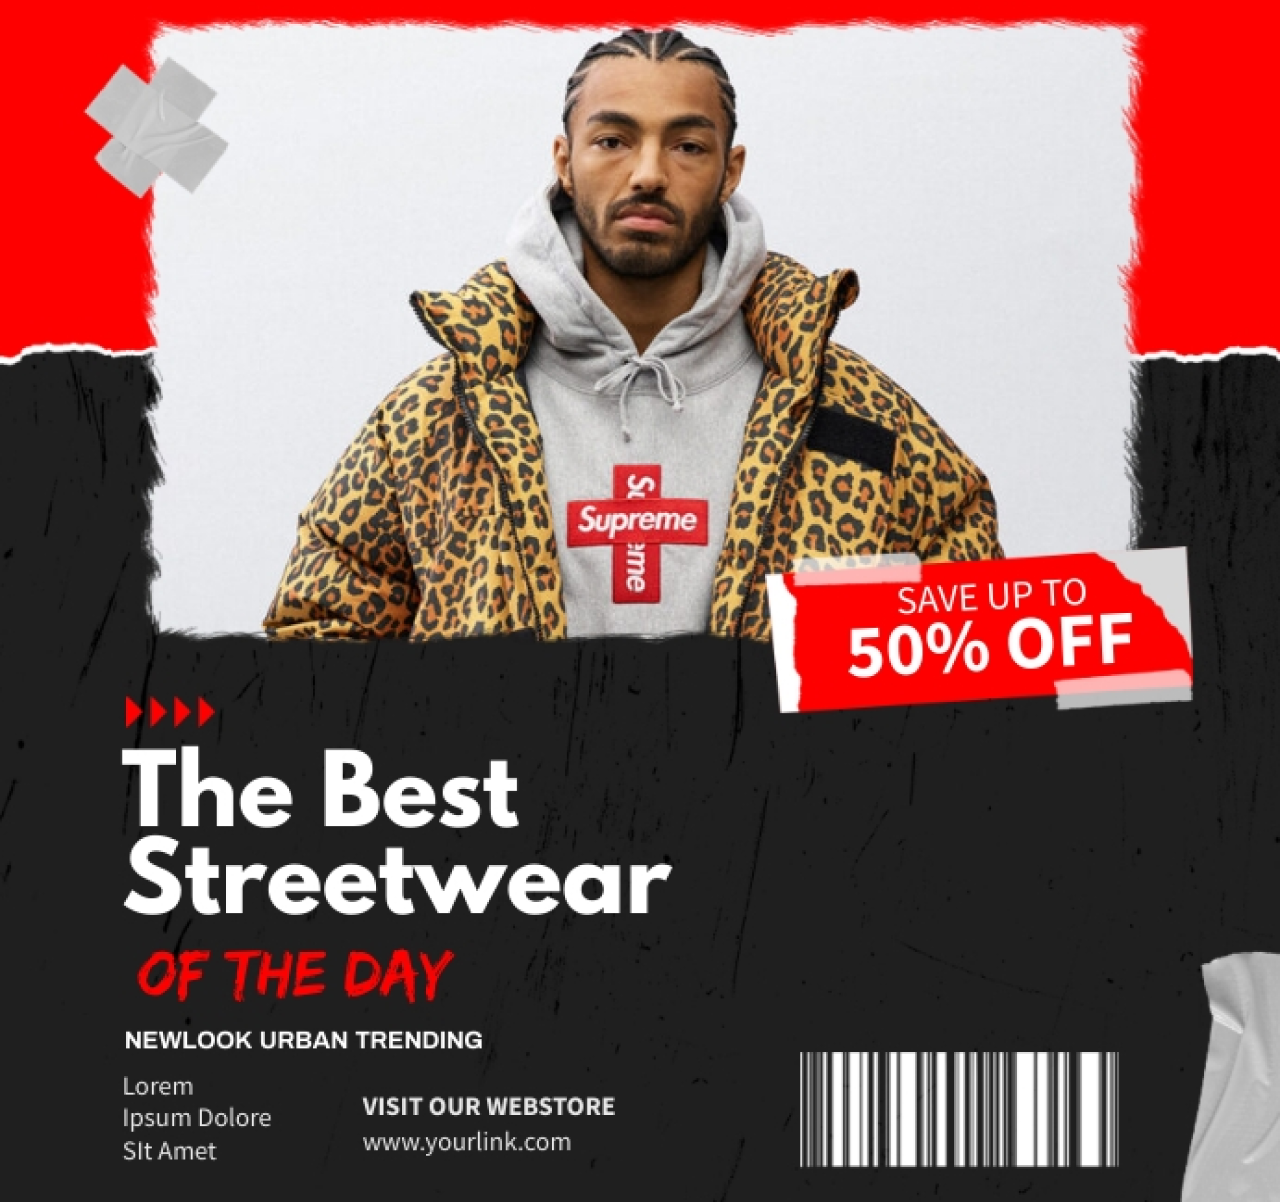 Supreme
Supreme
SAVE UP TO
50% OFF
The Best
Streetwear
OF THE DAY
NEWLOOK URBAN TRENDING
Lorem
Ipsum Dolore
SIt Amet
VISIT OUR WEBSTORE
www.yourlink.com